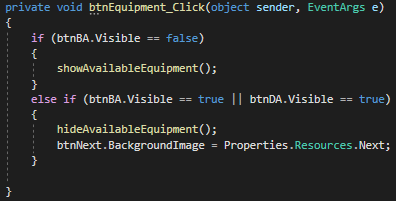 private void btnEquipment_Click(object sender, EventArgs e)
{
if (btnBA.Visible == false)
{
showAvailableEquipment();
}
else if (btnBA.Visible == true || btnDA.Visible == true)
{
hideAvailableEquipment();
btnNext.BackgroundImage = Properties.Resources.Next;
}
}